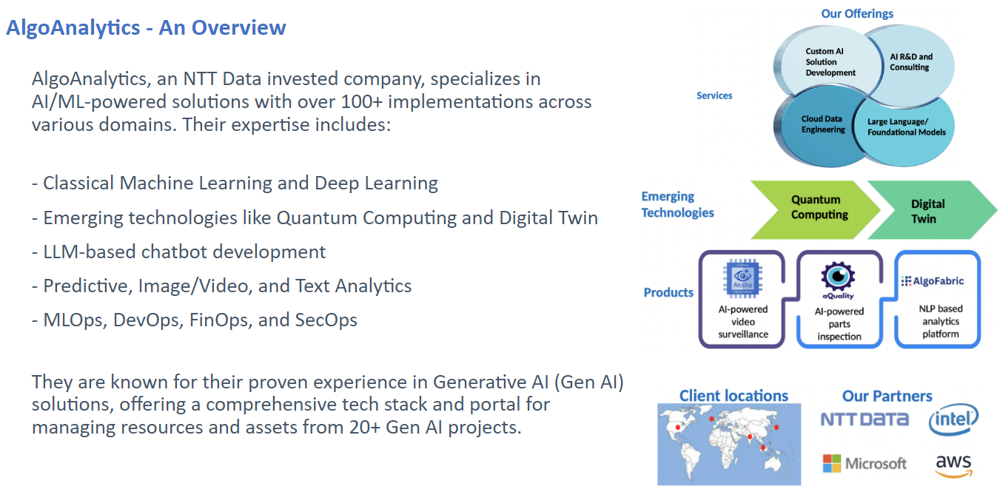 AlgoAnalytics - An Overview
AlgoAnalytics, an NTT Data invested company, specializes in
AI/ML-powered solutions with over 100+ implementations across
various domains. Their expertise includes:
- Classical Machine Learning and Deep Learning
- Emerging technologies like Quantum Computing and Digital Twin
- LLM-based chatbot development
- Predictive, Image/Video, and Text Analytics
- MLOps, DevOps, FinOps, and SecOps
They are known for their proven experience in Generative AI (Gen AI)
solutions, offering a comprehensive tech stack and portal for
managing resources and assets from 20+ Gen AI projects.
Our Offerings
Services
Custom AI
Solution
Development
AI R&D and
Consulting
Cloud Data
Engineering
Large Language/
Foundational Models
Emerging
Technologies
Quantum
Computing
Digital
Twin
Products
Aksha
AI-powered
video
surveillance
aQuality
AI-powered
parts
inspection
AlgoFabric
NLP based
analytics
platform
Client locations
Our Partners
NTT DATA
intel
Microsoft
aws